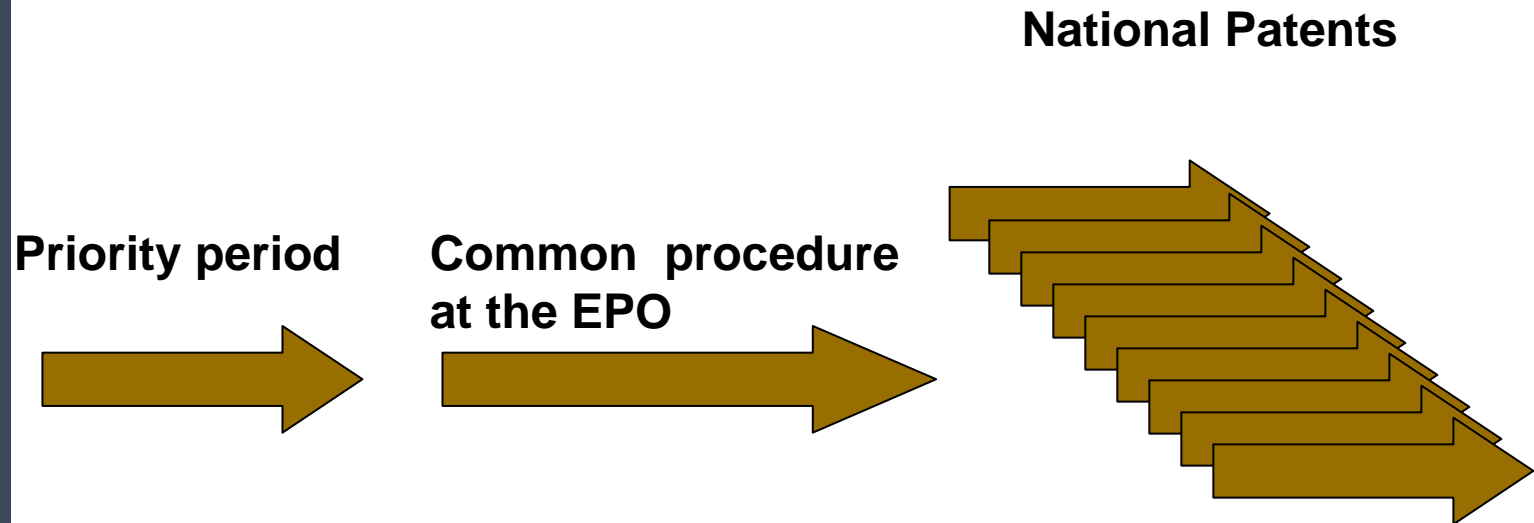 National Patents
Priority period
Common  procedure
at the EPO